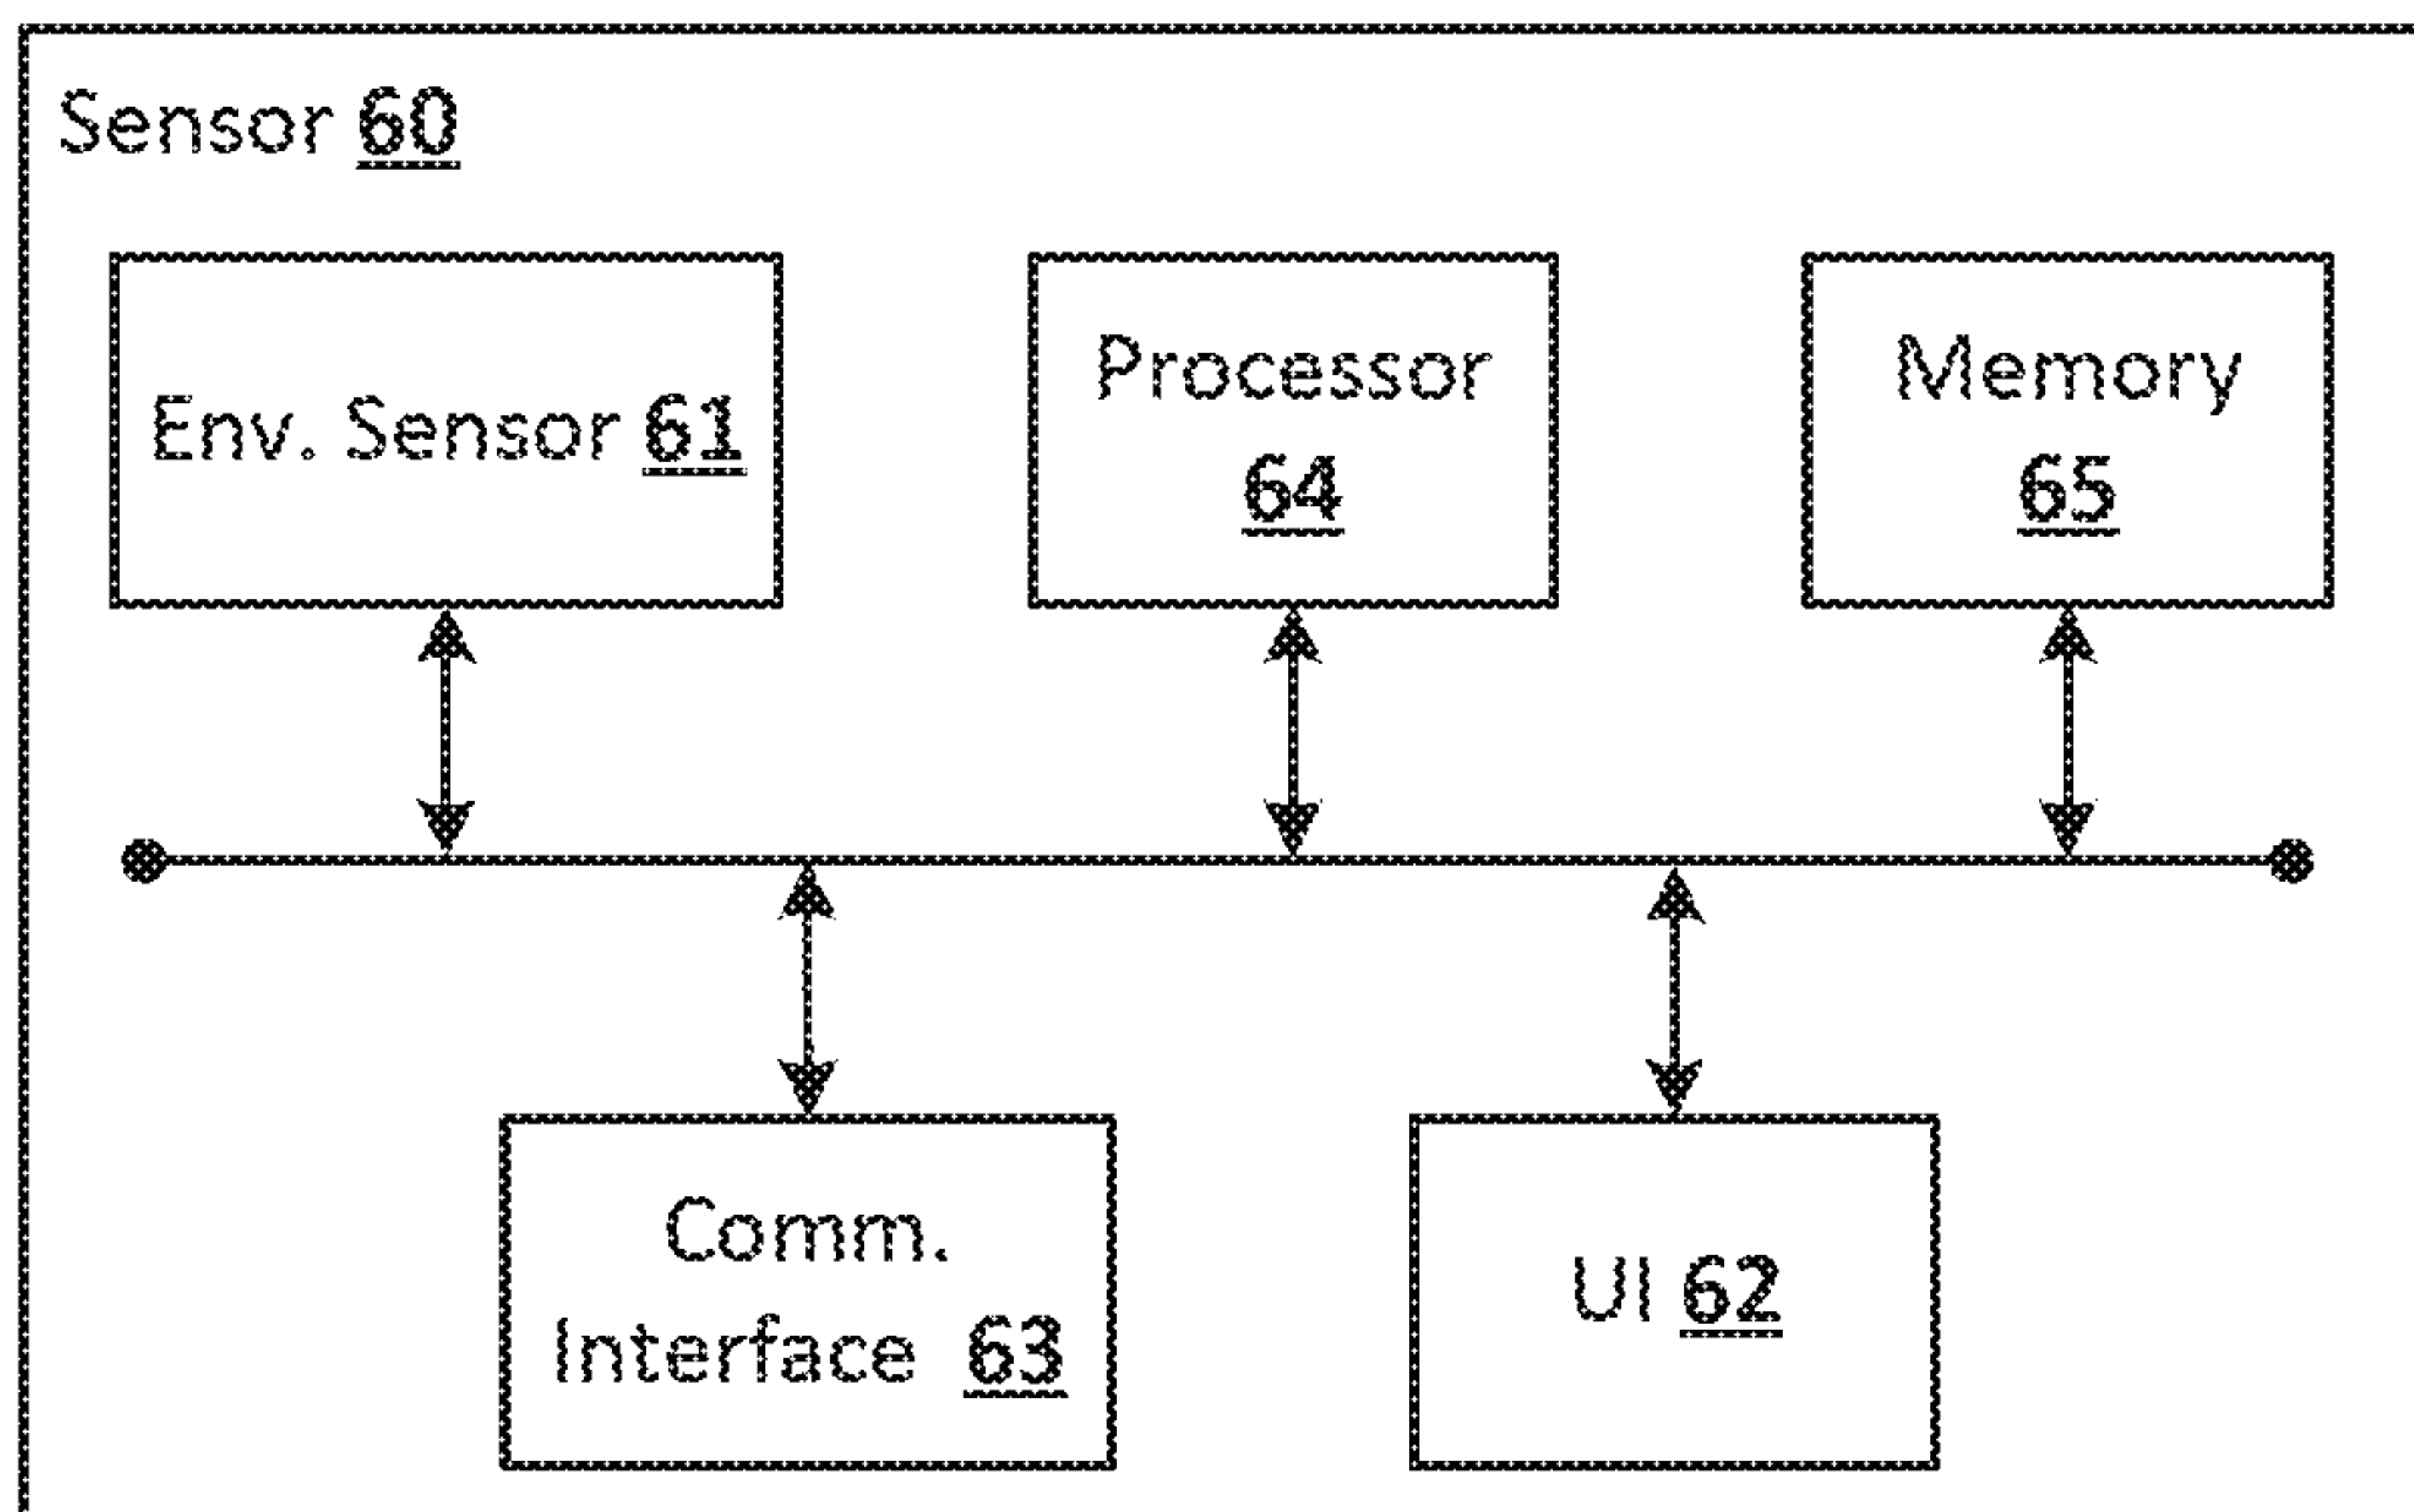 Sensor 60
Env. Sensor 61
Processor
64
Memory
65
Comm.
Interface 63
UI 62